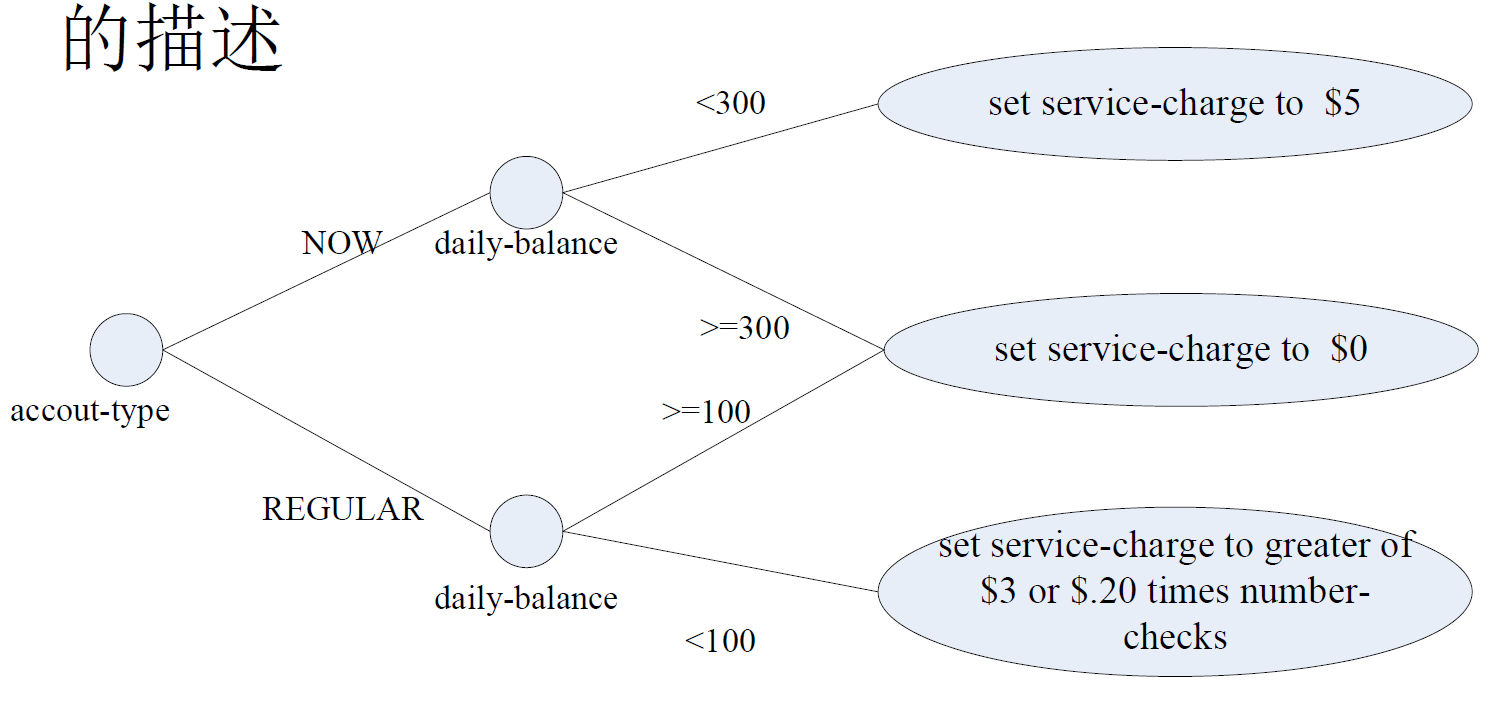 的描述
<300
set service-charge to $5
NOW
daily-balance
>=300
set service-charge to $0
>=100
accout-type
REGULAR
daily-balance
<100
set service-charge to greater of
$3 or $.20 times number-
checks